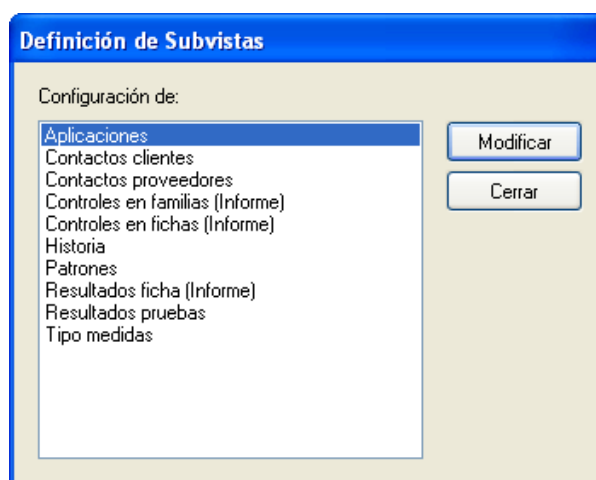 Definición de Subvistas
Configuración de:
Aplicaciones
Contactos clientes
Contactos proveedores
Controles en familias (Informe)
Controles en fichas (Informe)
Historia
Patrones
Resultados ficha (Informe)
Resultados pruebas
Tipo medidas
Modificar
Cerrar